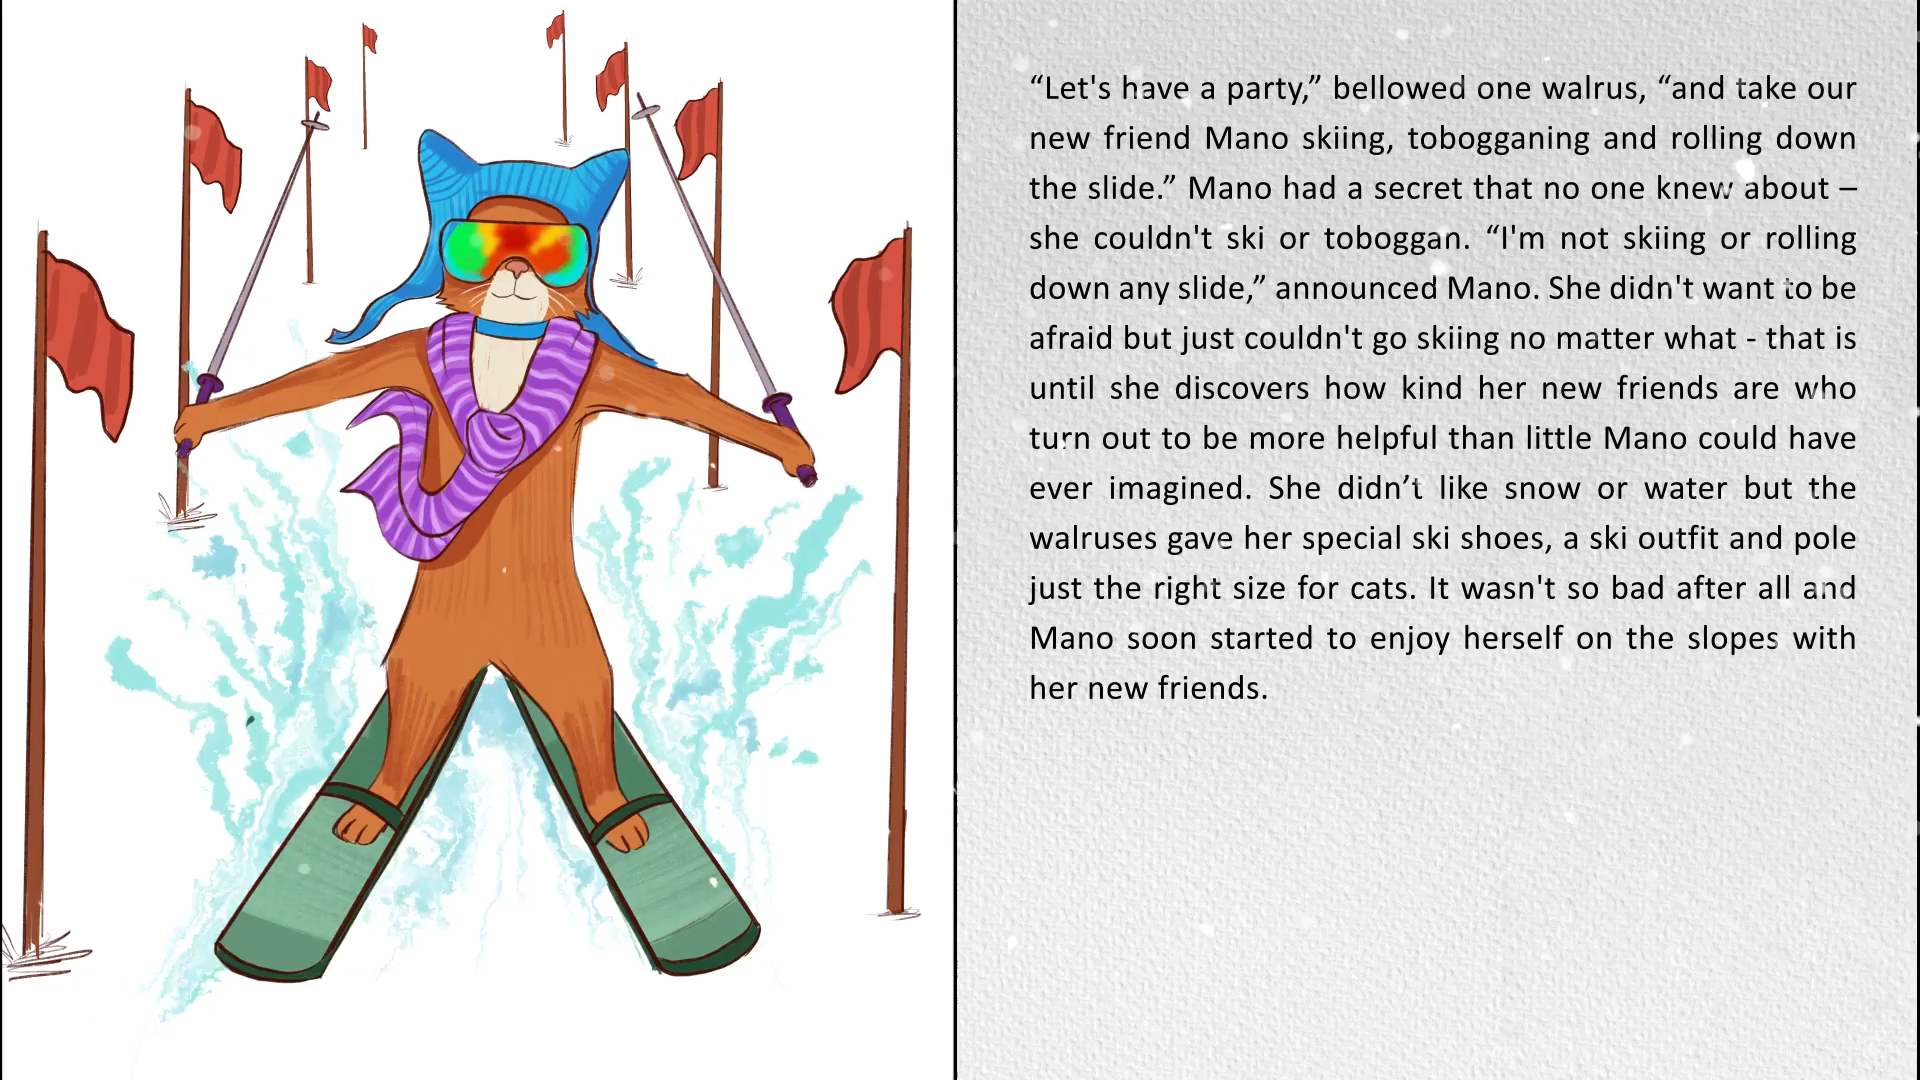 “Let's have a party,” bellowed one walrus, “and take our
new friend Mano skiing, tobogganing and rolling down
the slide.” Mano had a secret that no one knew about –
she couldn't ski or toboggan. “I'm not skiing or rolling
down any slide,” announced Mano. She didn't want to be
afraid but just couldn't go skiing no matter what - that is
until she discovers how kind her new friends are who
turn out to be more helpful than little Mano could have
ever imagined. She didn’t like snow or water but the
walruses gave her special ski shoes, a ski outfit and pole
just the right size for cats. It wasn't so bad after all and
Mano soon started to enjoy herself on the slopes with
her new friends.